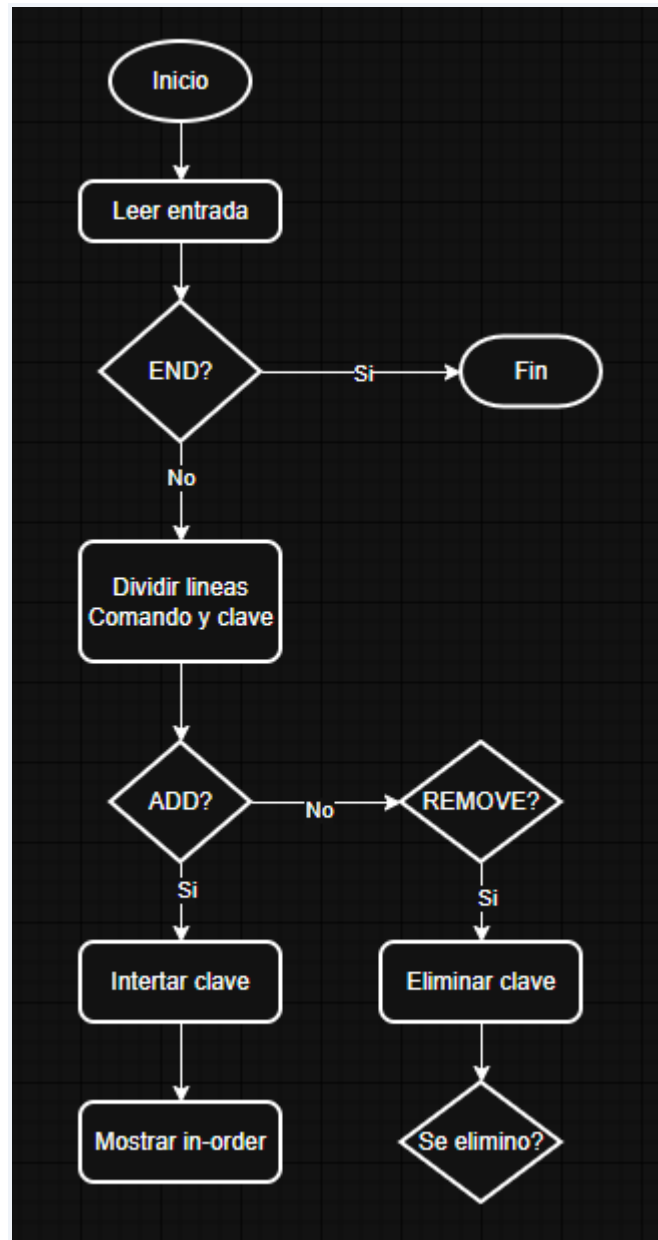 Inicio
Leer entrada
END?
Si
Fin
No
Dividir lineas
Comando y clave
ADD?
No
REMOVE?
Si
Si
Intertar clave
Eliminar clave
Mostrar in-order
Se elimino?